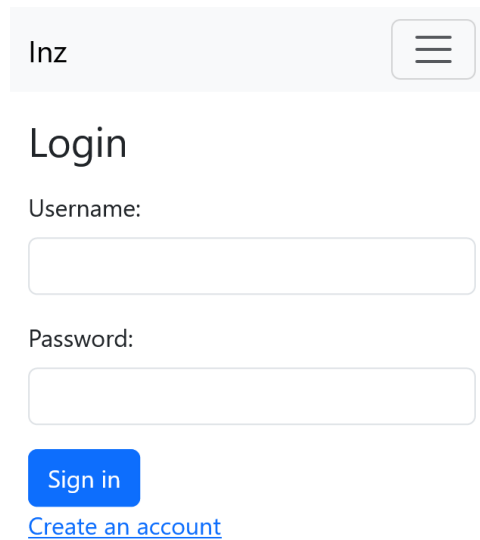 Inz
Login
Username:
Password:
Sign in
Create an account